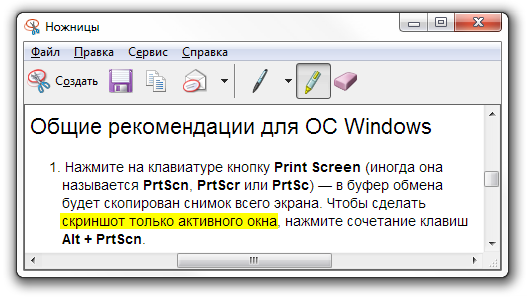 Ножницы
Файл Правка Сервис Справка
Создать
Общие рекомендации для ОС Windows
1. Нажмите на клавиатуре кнопку Print Screen (иногда она
называется PrtScn, PrtScr или PrtSc) — в буфер обмена
будет скопирован снимок всего экрана. Чтобы сделать
скриншот только активного окна, нажмите сочетание клавиш
Alt + PrtScn.